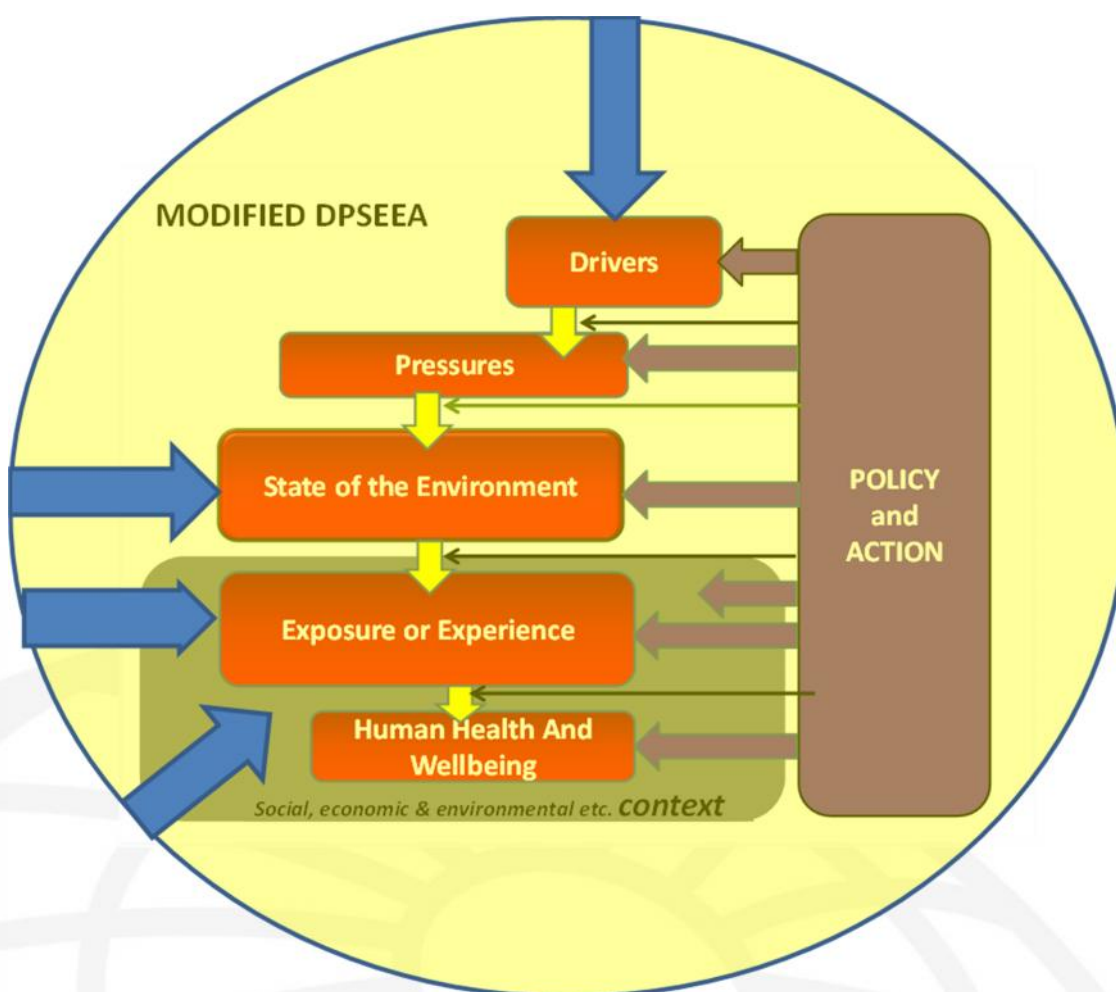 MODIFIED DPSEEA
Drivers
Pressures
State of the Environment
Exposure or Experience
Human Health And
Wellbeing
Social, economic & environmental etc. context
POLICY
and
ACTION